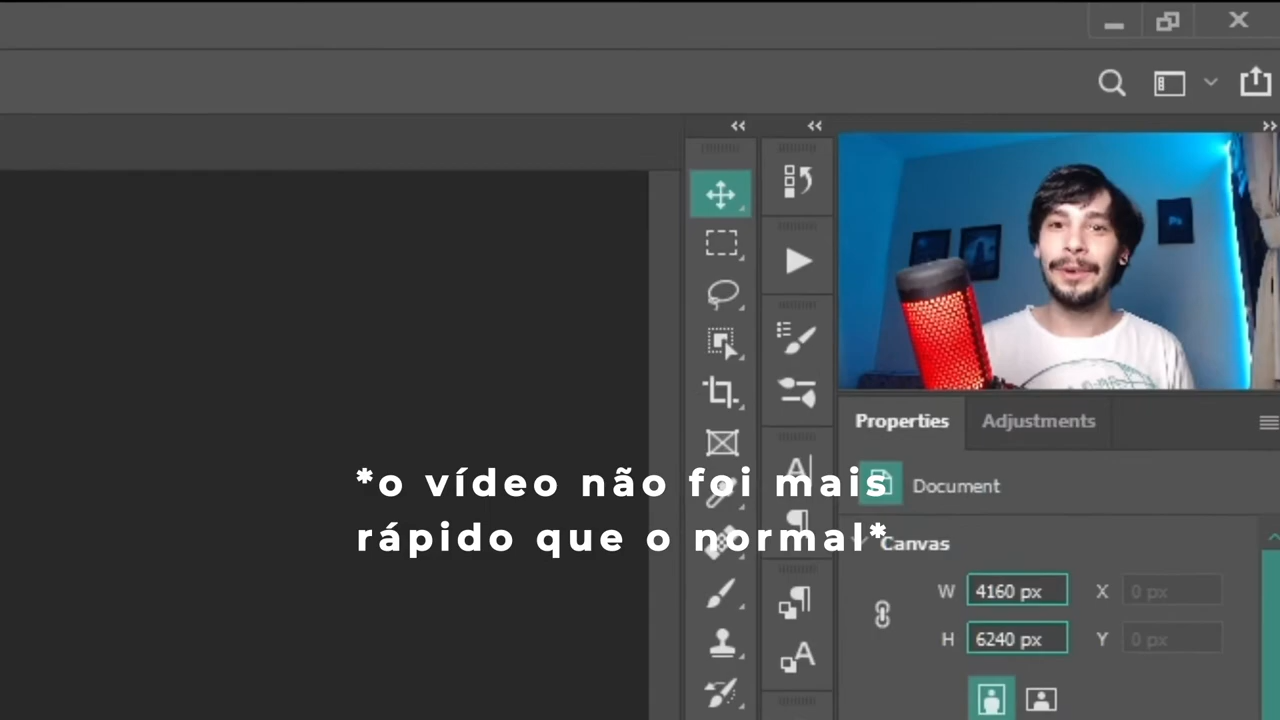 Properties
Adjustments
Document
*o vídeo não foi mais
rápido que o normal*
Canvas
W 4160 px X 0 px
H 6240 px Y 0 px